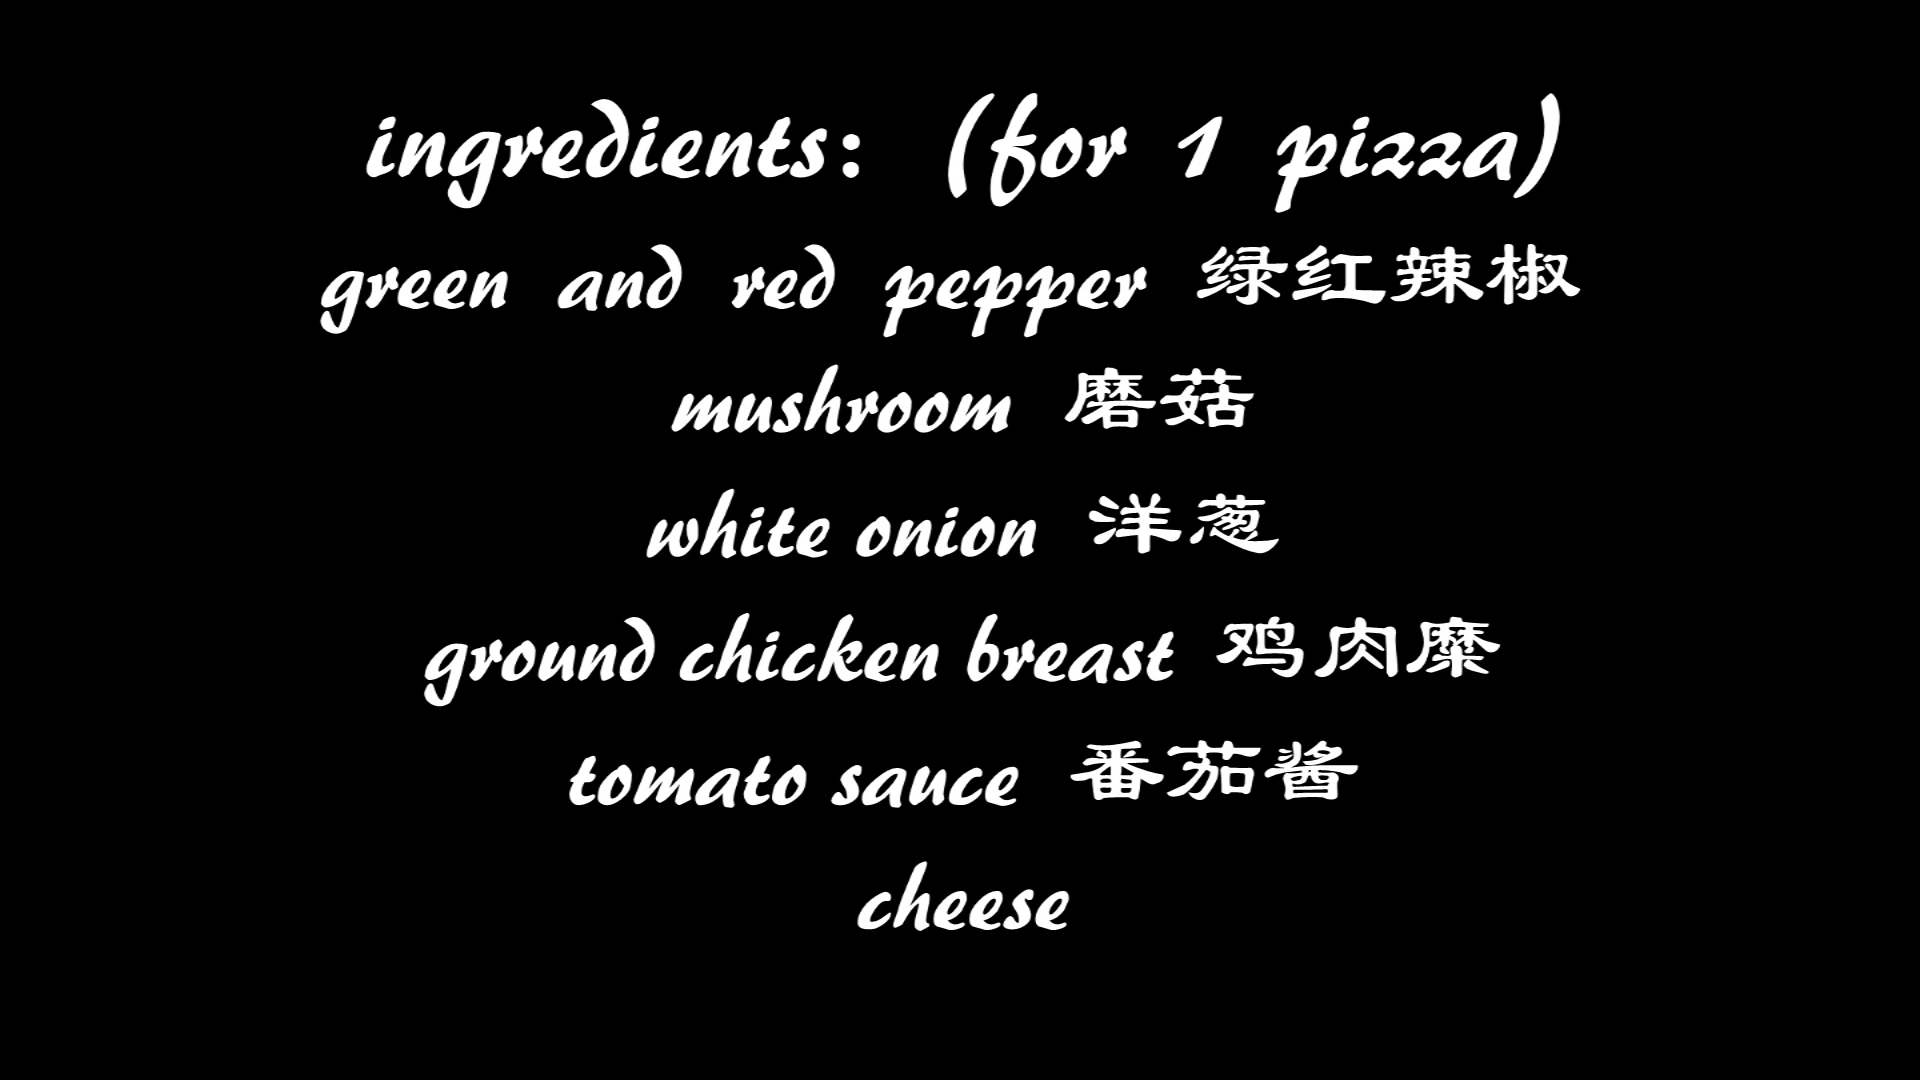 ingredients: (for 1 pizza)
green and red pepper 绿红辣椒
mushroom 磨菇
white onion 洋葱
ground chicken breast 鸡肉糜
tomato sauce 番茄酱
cheese